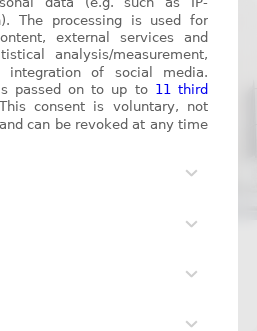 sonal data (e.g. such as IP-
). The processing is used for
ontent, external services and
tistical analysis/measurement,
integration of social media.
s passed on to up to 11 third
This consent is voluntary, not
and can be revoked at any time